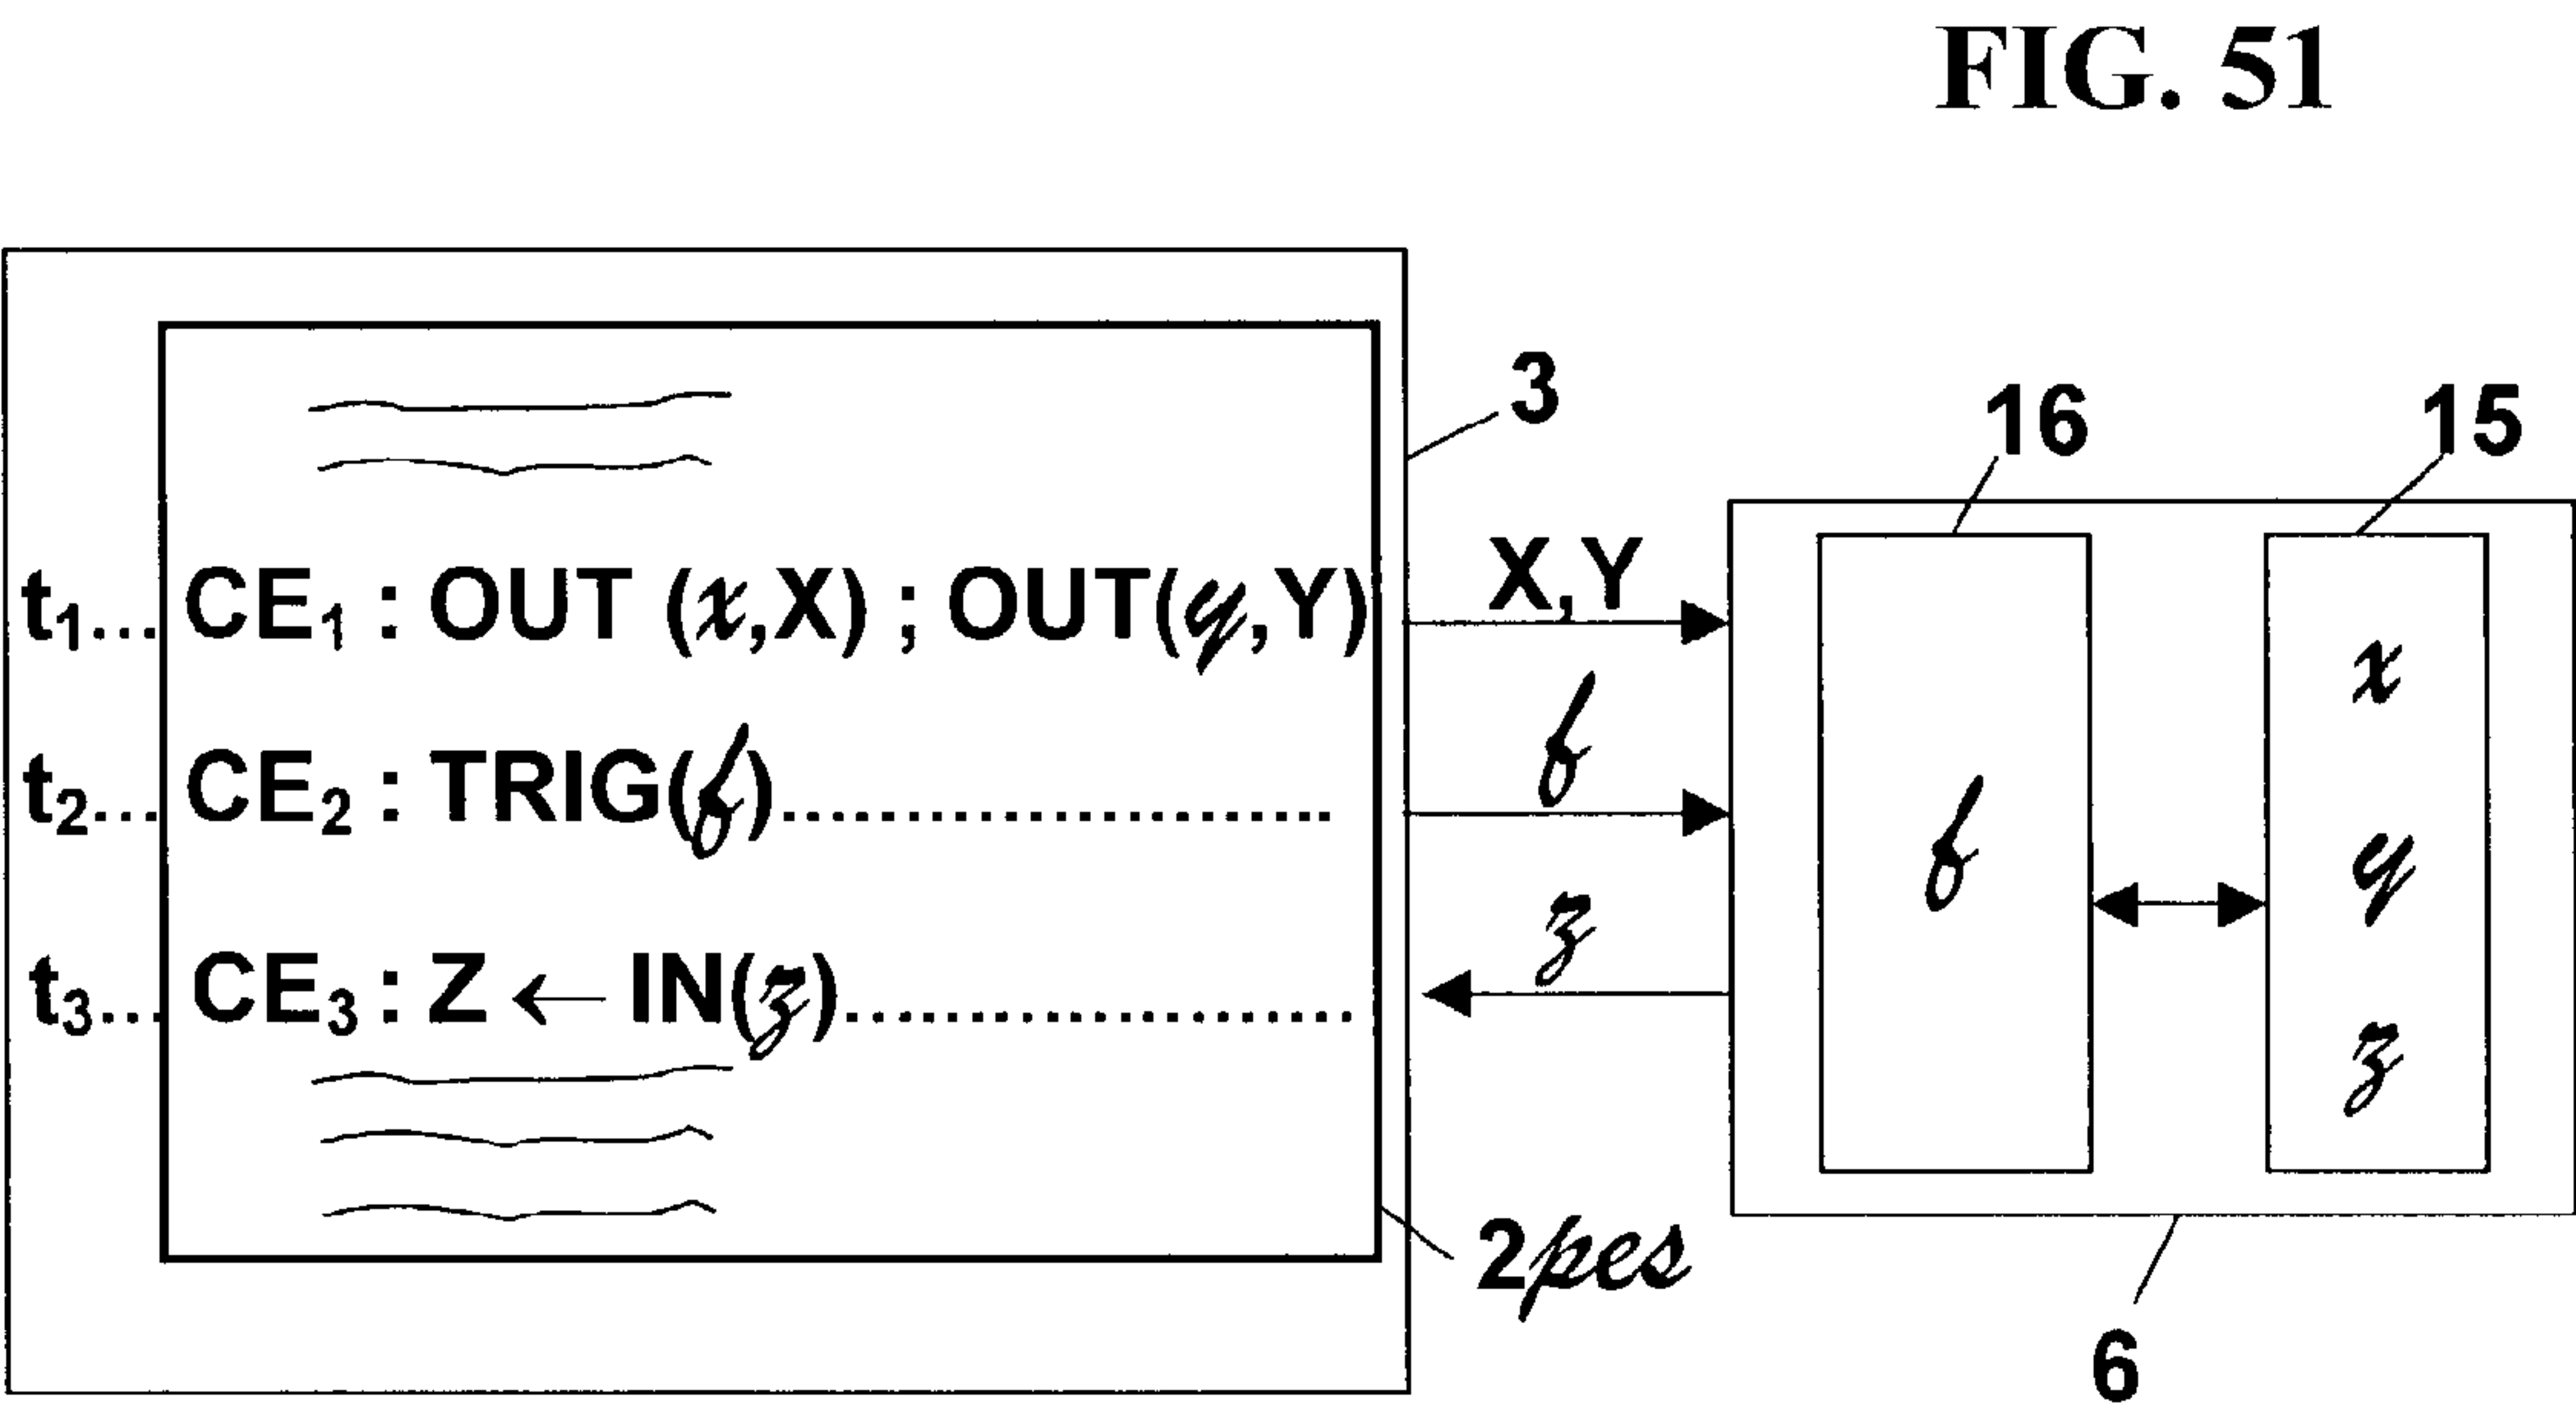 FIG. 51
3
16
15
t₁... CE₁ : OUT (x,X) ; OUT(y,Y)
X,Y
x
t₂... CE₂ : TRIG(f)..........................
f
f
y
t₃... CE₃ : Z ← IN(z)........................
z
z
2pes
6